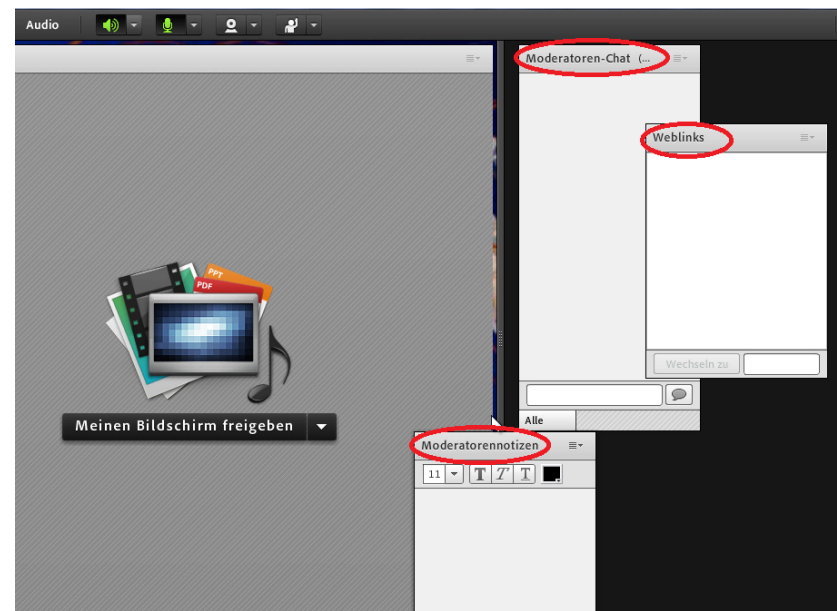 Audio
Moderatoren-Chat (...
Weblinks
PPT
PDF
Wechseln zu
Meinen Bildschirm freigeben
Alle
Moderatorennotizen
11 T T T